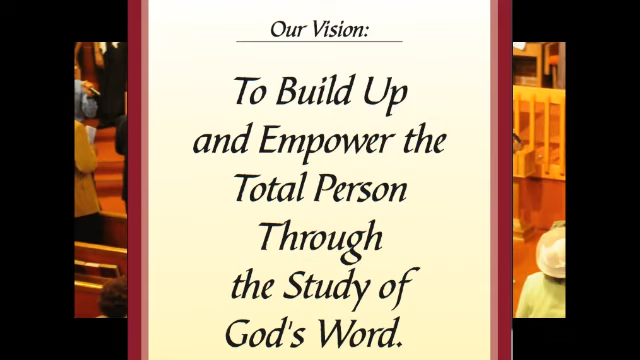 Our Vision:
To Build Up
and Empower the
Total Person
Through
the Study of
God's Word.